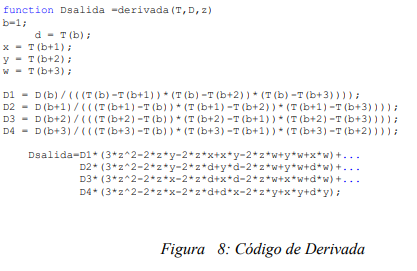 function Dsalida =derivada(T,D,z)
b=1;
d = T(b);
x = T(b+1);
y = T(b+2);
w = T(b+3);
D1 = D(b)/(((T(b)-T(b+1))*(T(b)-T(b+2))*(T(b)-T(b+3))));
D2 = D(b+1)/(((T(b+1)-T(b))*(T(b+1)-T(b+2))*(T(b+1)-T(b+3))));
D3 = D(b+2)/(((T(b+2)-T(b))*(T(b+2)-T(b+1))*(T(b+2)-T(b+3))));
D4 = D(b+3)/(((T(b+3)-T(b))*(T(b+3)-T(b+1))*(T(b+3)-T(b+2))));
Dsalida=D1*(3*z^2-2*z*y-2*z*x+x*y-2*z*w+y*w+x*w)+...
D2*(3*z^2-2*z*y-2*z*d+y*d-2*z*w+y*w+d*w)+...
D3*(3*z^2-2*z*x-2*z*d+x*d-2*z*w+x*w+d*w)+...
D4*(3*z^2-2*z*x-2*z*d+d*x-2*z*y+x*y+d*y);
Figura 8: Código de Derivada